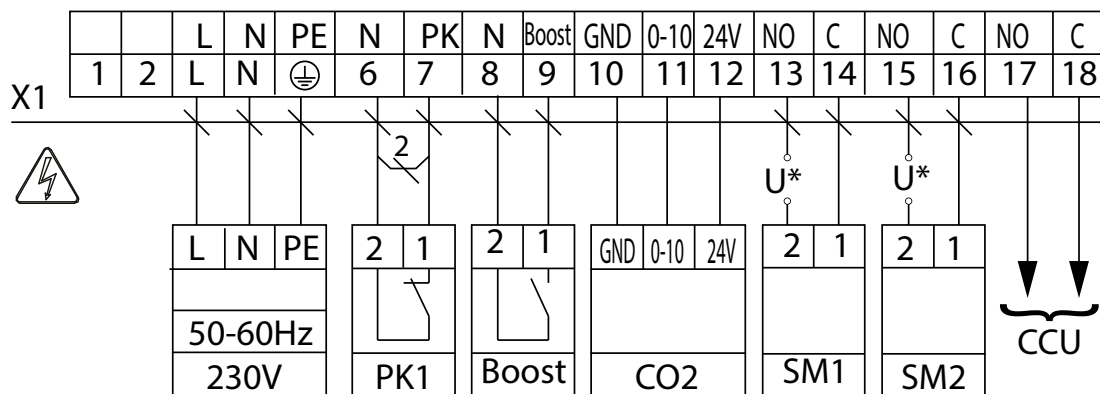 L N PE N PK N Boost GND 0-10 24V NO C NO C NO C
1 2 L N 6 7 8 9 10 11 12 13 14 15 16 17 18
X1
2
U* U*
L N PE 2 1 2 1 GND 0-10 24V 2 1 2 1
50-60Hz
CCU
230V PK1 Boost CO2 SM1 SM2